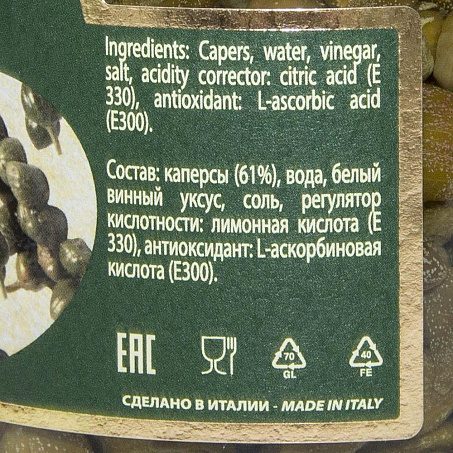 Ingredients: Capers, water, vinegar,
salt, acidity corrector: citric acid (E
330), antioxidant: L-ascorbic acid
(E300).
Состав: каперсы (61%), вода, белый
винный уксус, соль, регулятор
кислотности: лимонная кислота (E
330), антиоксидант: L-аскорбиновая
кислота (E300).
EAC
70
GL
40
FE
СДЕЛАНО В ИТАЛИИ - MADE IN ITALY